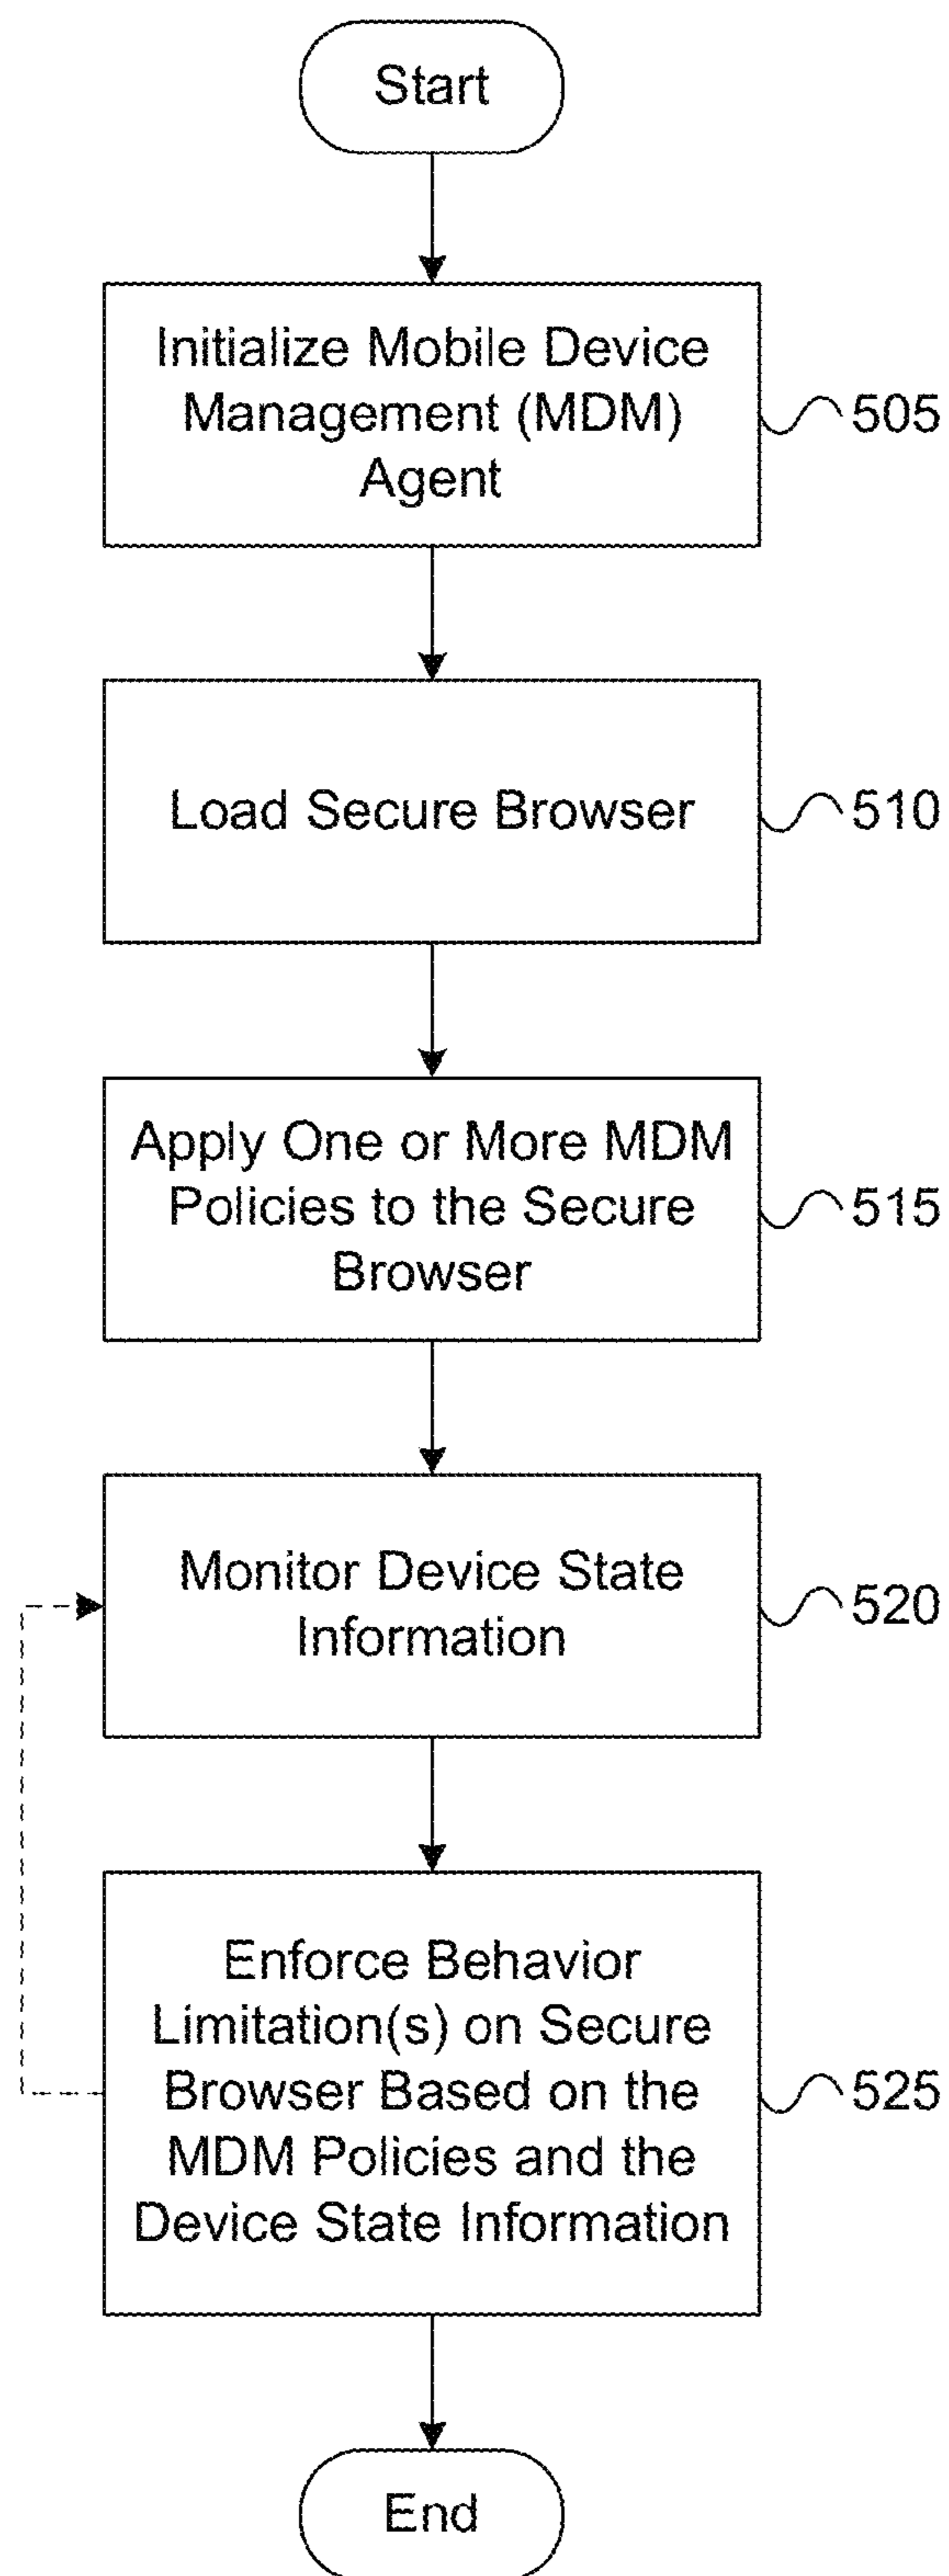 Start
Initialize Mobile Device
Management (MDM)
Agent
505
Load Secure Browser
510
Apply One or More MDM
Policies to the Secure
Browser
515
Monitor Device State
Information
520
Enforce Behavior
Limitation(s) on Secure
Browser Based on the
MDM Policies and the
Device State Information
525
End